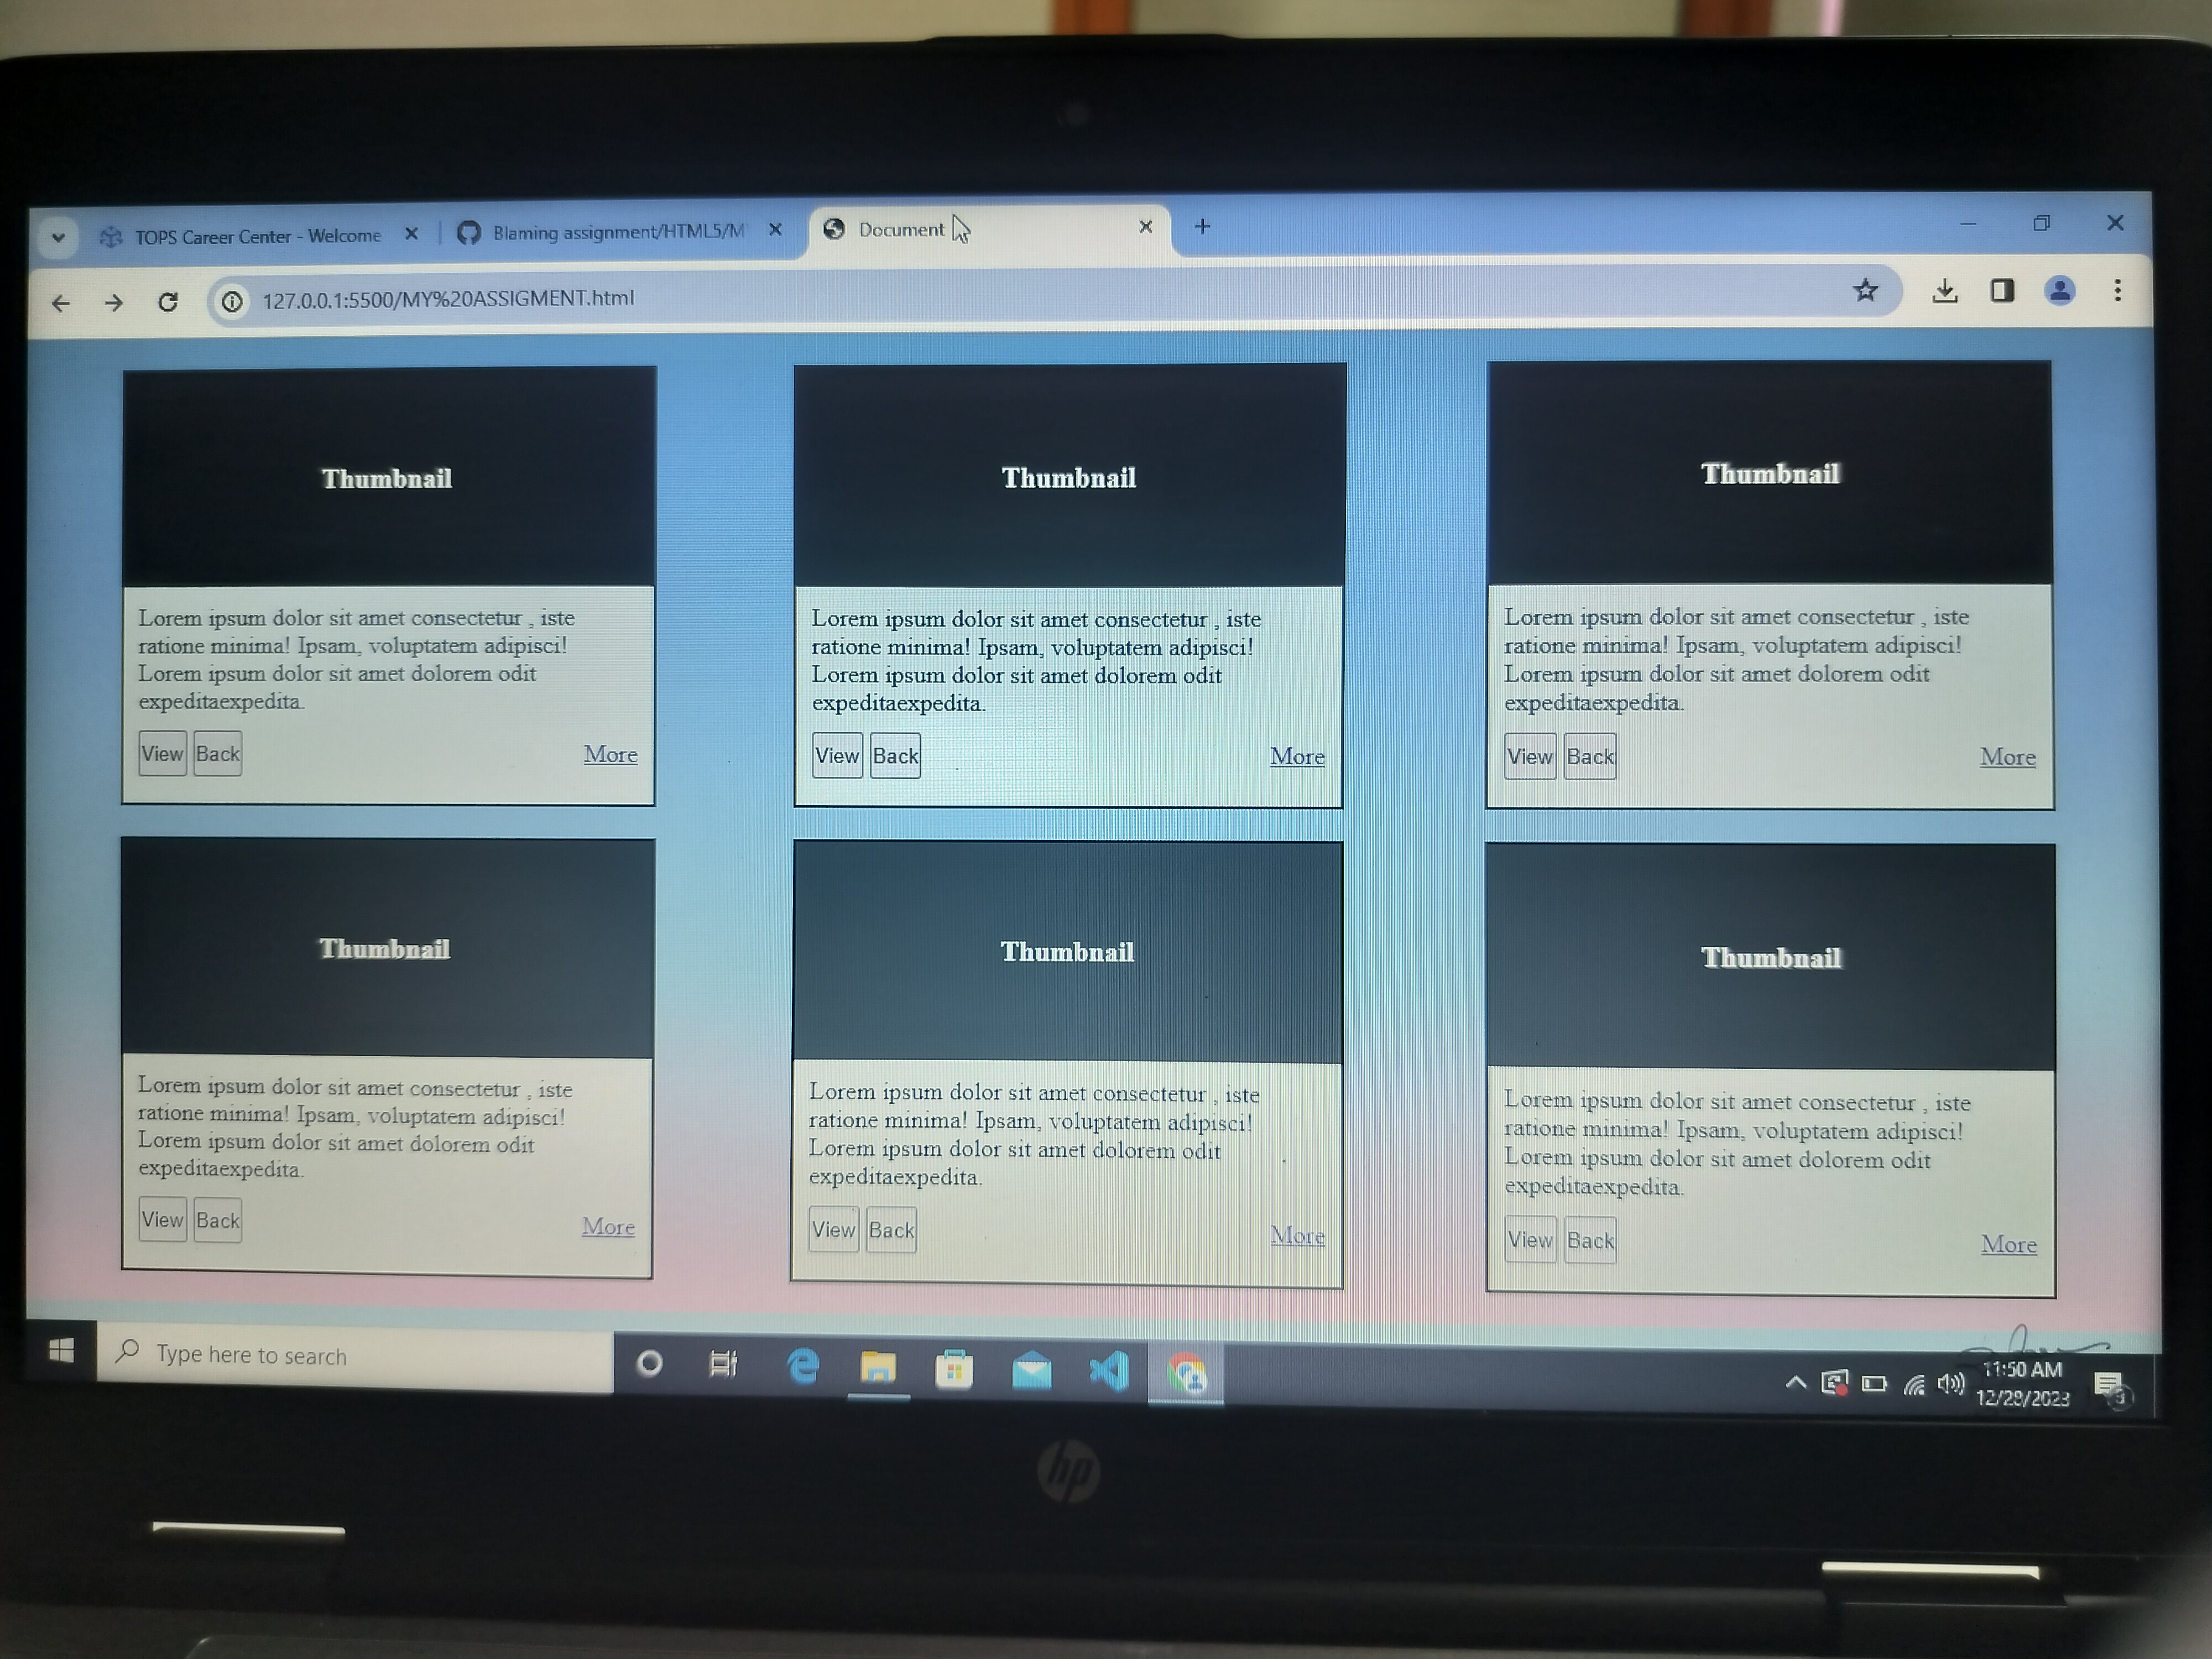 TOPS Career Center - Welcome
Blaming assignment/HTML5/M
Document
127.0.0.1:5500/MY%20ASSIGMENT.html
Thumbnail
Lorem ipsum dolor sit amet consectetur , iste
ratione minima! Ipsam, voluptatem adipisci!
Lorem ipsum dolor sit amet dolorem odit
expeditaexpedita.
View Back More
Thumbnail
Lorem ipsum dolor sit amet consectetur , iste
ratione minima! Ipsam, voluptatem adipisci!
Lorem ipsum dolor sit amet dolorem odit
expeditaexpedita.
View Back More
Thumbnail
Lorem ipsum dolor sit amet consectetur , iste
ratione minima! Ipsam, voluptatem adipisci!
Lorem ipsum dolor sit amet dolorem odit
expeditaexpedita.
View Back More
Thumbnail
Lorem ipsum dolor sit amet consectetur , iste
ratione minima! Ipsam, voluptatem adipisci!
Lorem ipsum dolor sit amet dolorem odit
expeditaexpedita.
View Back More
Thumbnail
Lorem ipsum dolor sit amet consectetur , iste
ratione minima! Ipsam, voluptatem adipisci!
Lorem ipsum dolor sit amet dolorem odit
expeditaexpedita.
View Back More
Thumbnail
Lorem ipsum dolor sit amet consectetur , iste
ratione minima! Ipsam, voluptatem adipisci!
Lorem ipsum dolor sit amet dolorem odit
expeditaexpedita.
View Back More
Type here to search
11:50 AM
hp